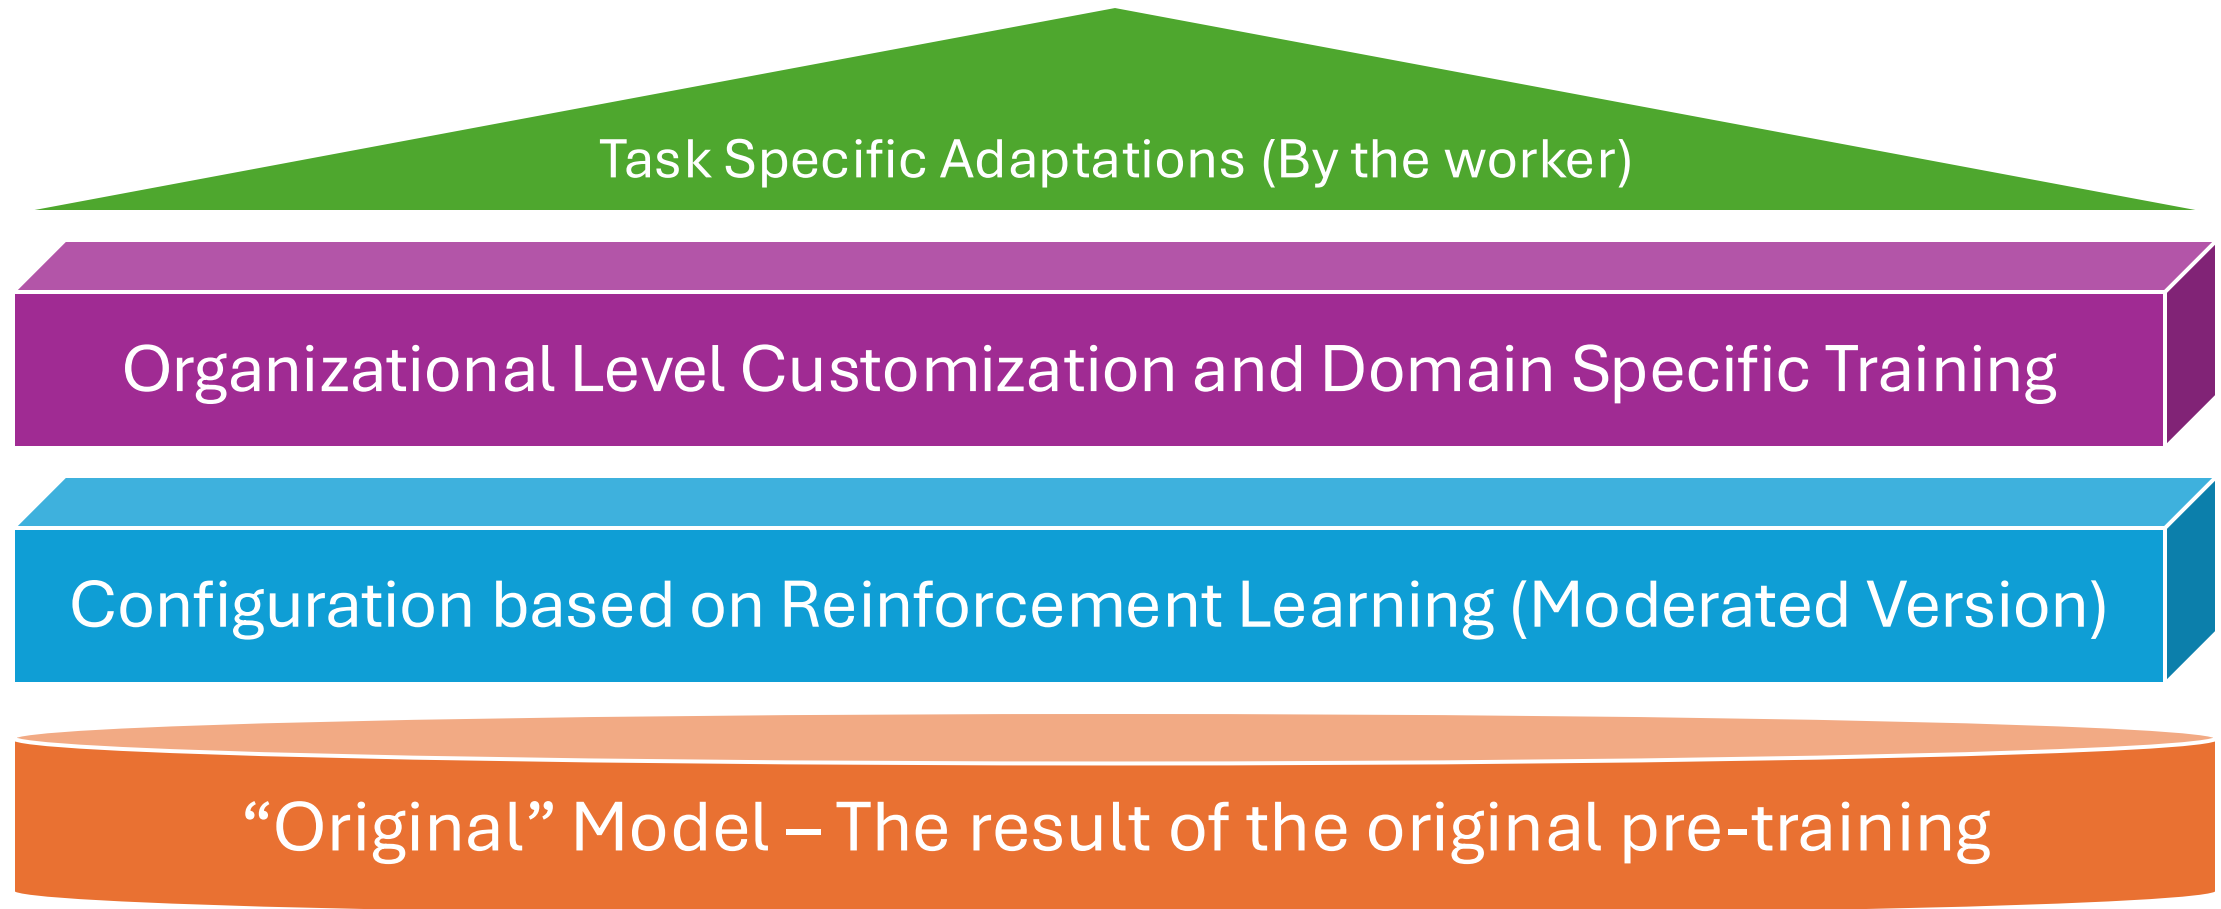 Task Specific Adaptations (By the worker)
Organizational Level Customization and Domain Specific Training
Configuration based on Reinforcement Learning (Moderated Version)
“Original” Model – The result of the original pre-training